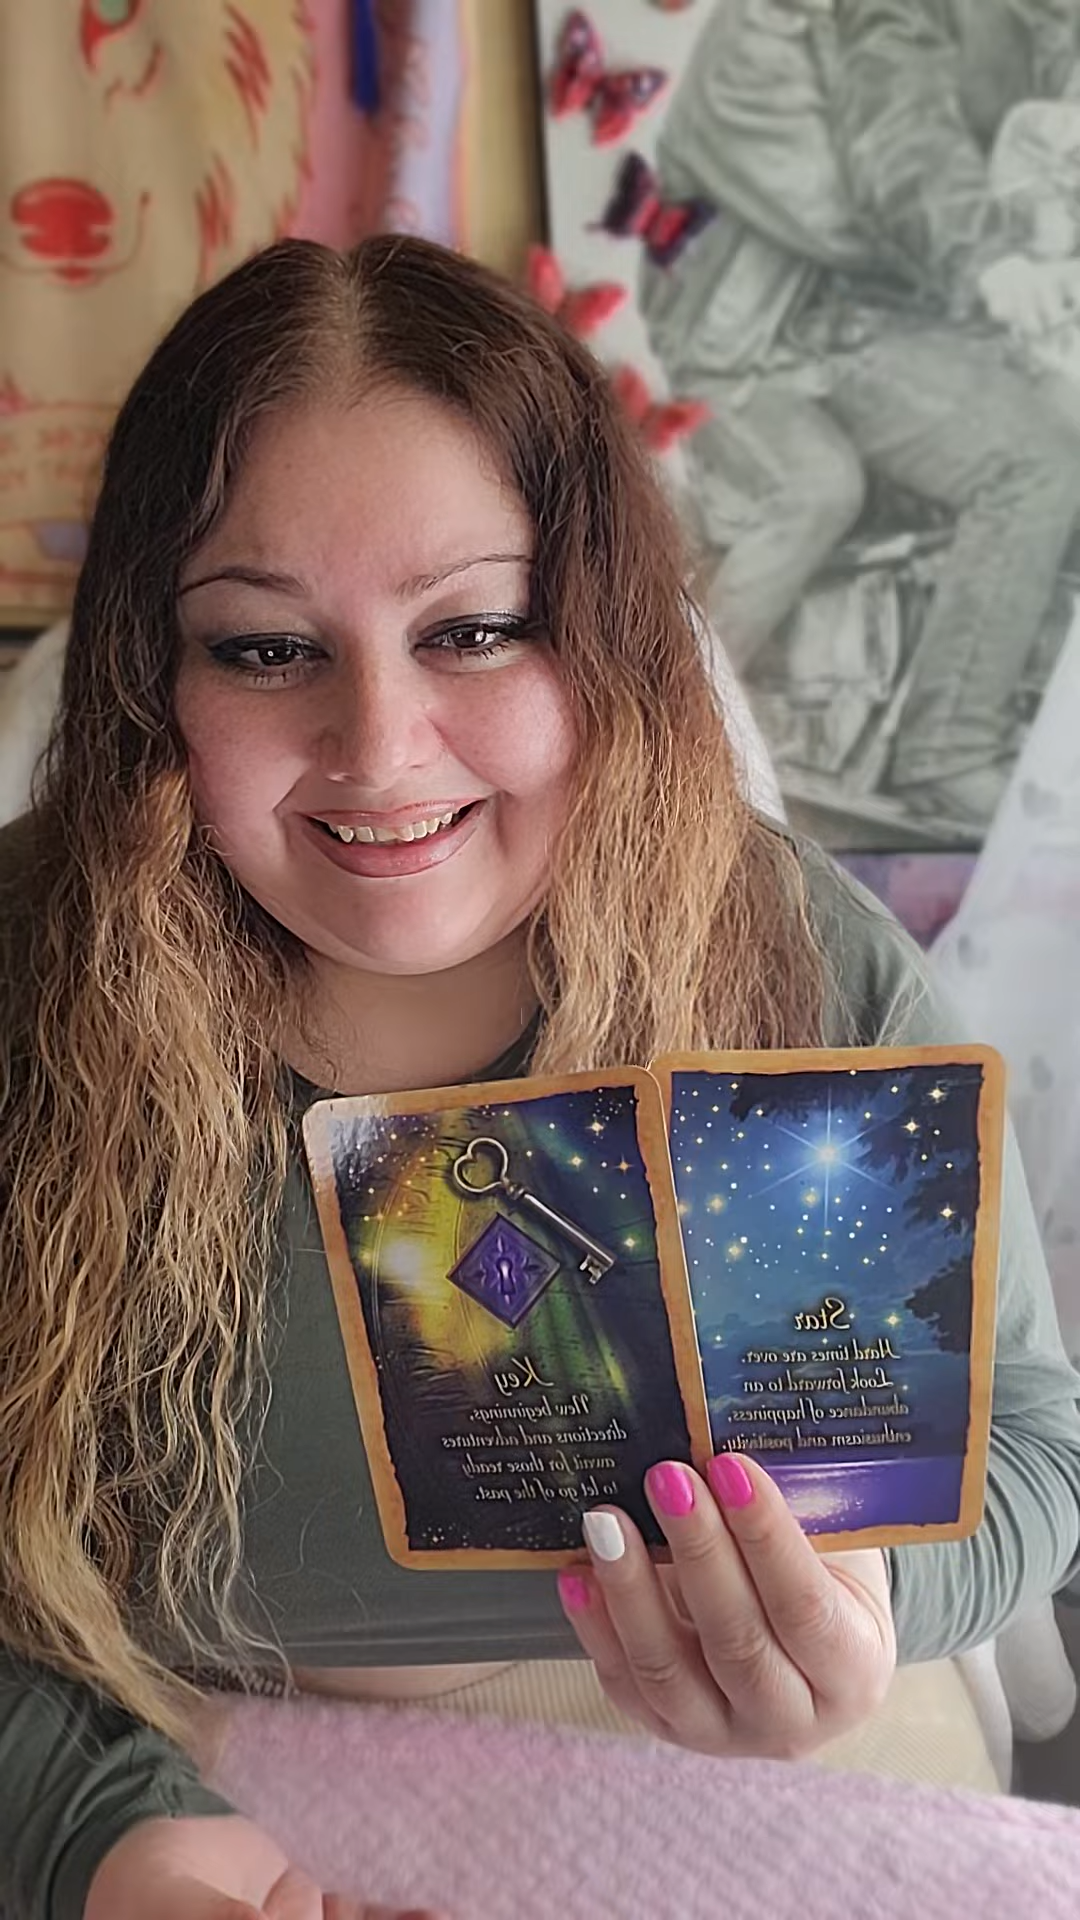 Key
New beginnings,
directions and adventures
await for those ready
to let go of the past.
Star
Hard times are over.
Look forward to an
abundance of happiness,
enthusiasm and positivity.